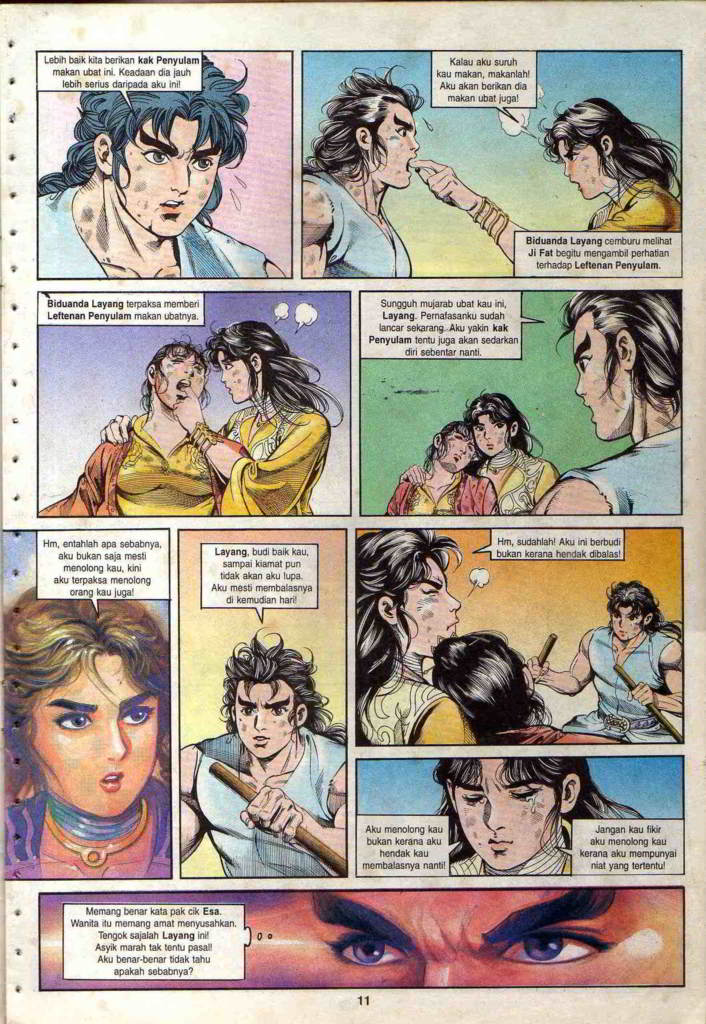 Lebih baik kita berikan kak Penyulam
makan ubat ini. Keadaan dia jauh
lebih serius daripada aku ini!
Kalau aku suruh
kau makan, makanlah!
Aku akan berikan dia
makan ubat juga!
Biduanda Layang cemburu melihat
Ji Fat begitu mengambil perhatian
terhadap Leftenan Penyulam.
Biduanda Layang terpaksa memberi
Leftenan Penyulam makan ubatnya.
Sungguh mujarab ubat kau ini,
Layang. Pernafasanku sudah
lancar sekarang. Aku yakin kak
Penyulam tentu juga akan sedarkan
diri sebentar nanti.
Hm, entahlah apa sebabnya,
aku bukan saja mesti
menolong kau, kini
aku terpaksa menolong
orang kau juga!
Layang, budi baik kau,
sampai kiamat pun
tidak akan aku lupa.
Aku mesti membalasnya
di kemudian hari!
Hm, sudahlah! Aku ini berbudi
bukan kerana hendak dibalas!
Aku menolong kau
bukan kerana aku
hendak kau
membalasnya nanti!
Jangan kau fikir
aku menolong kau
kerana aku mempunyai
niat yang tertentu!
Memang benar kata pak cik Esa.
Wanita itu memang amat menyusahkan.
Tengok sajalah Layang ini!
Asyik marah tak tentu pasal!
Aku benar-benar tidak tahu
apakah sebabnya?
11